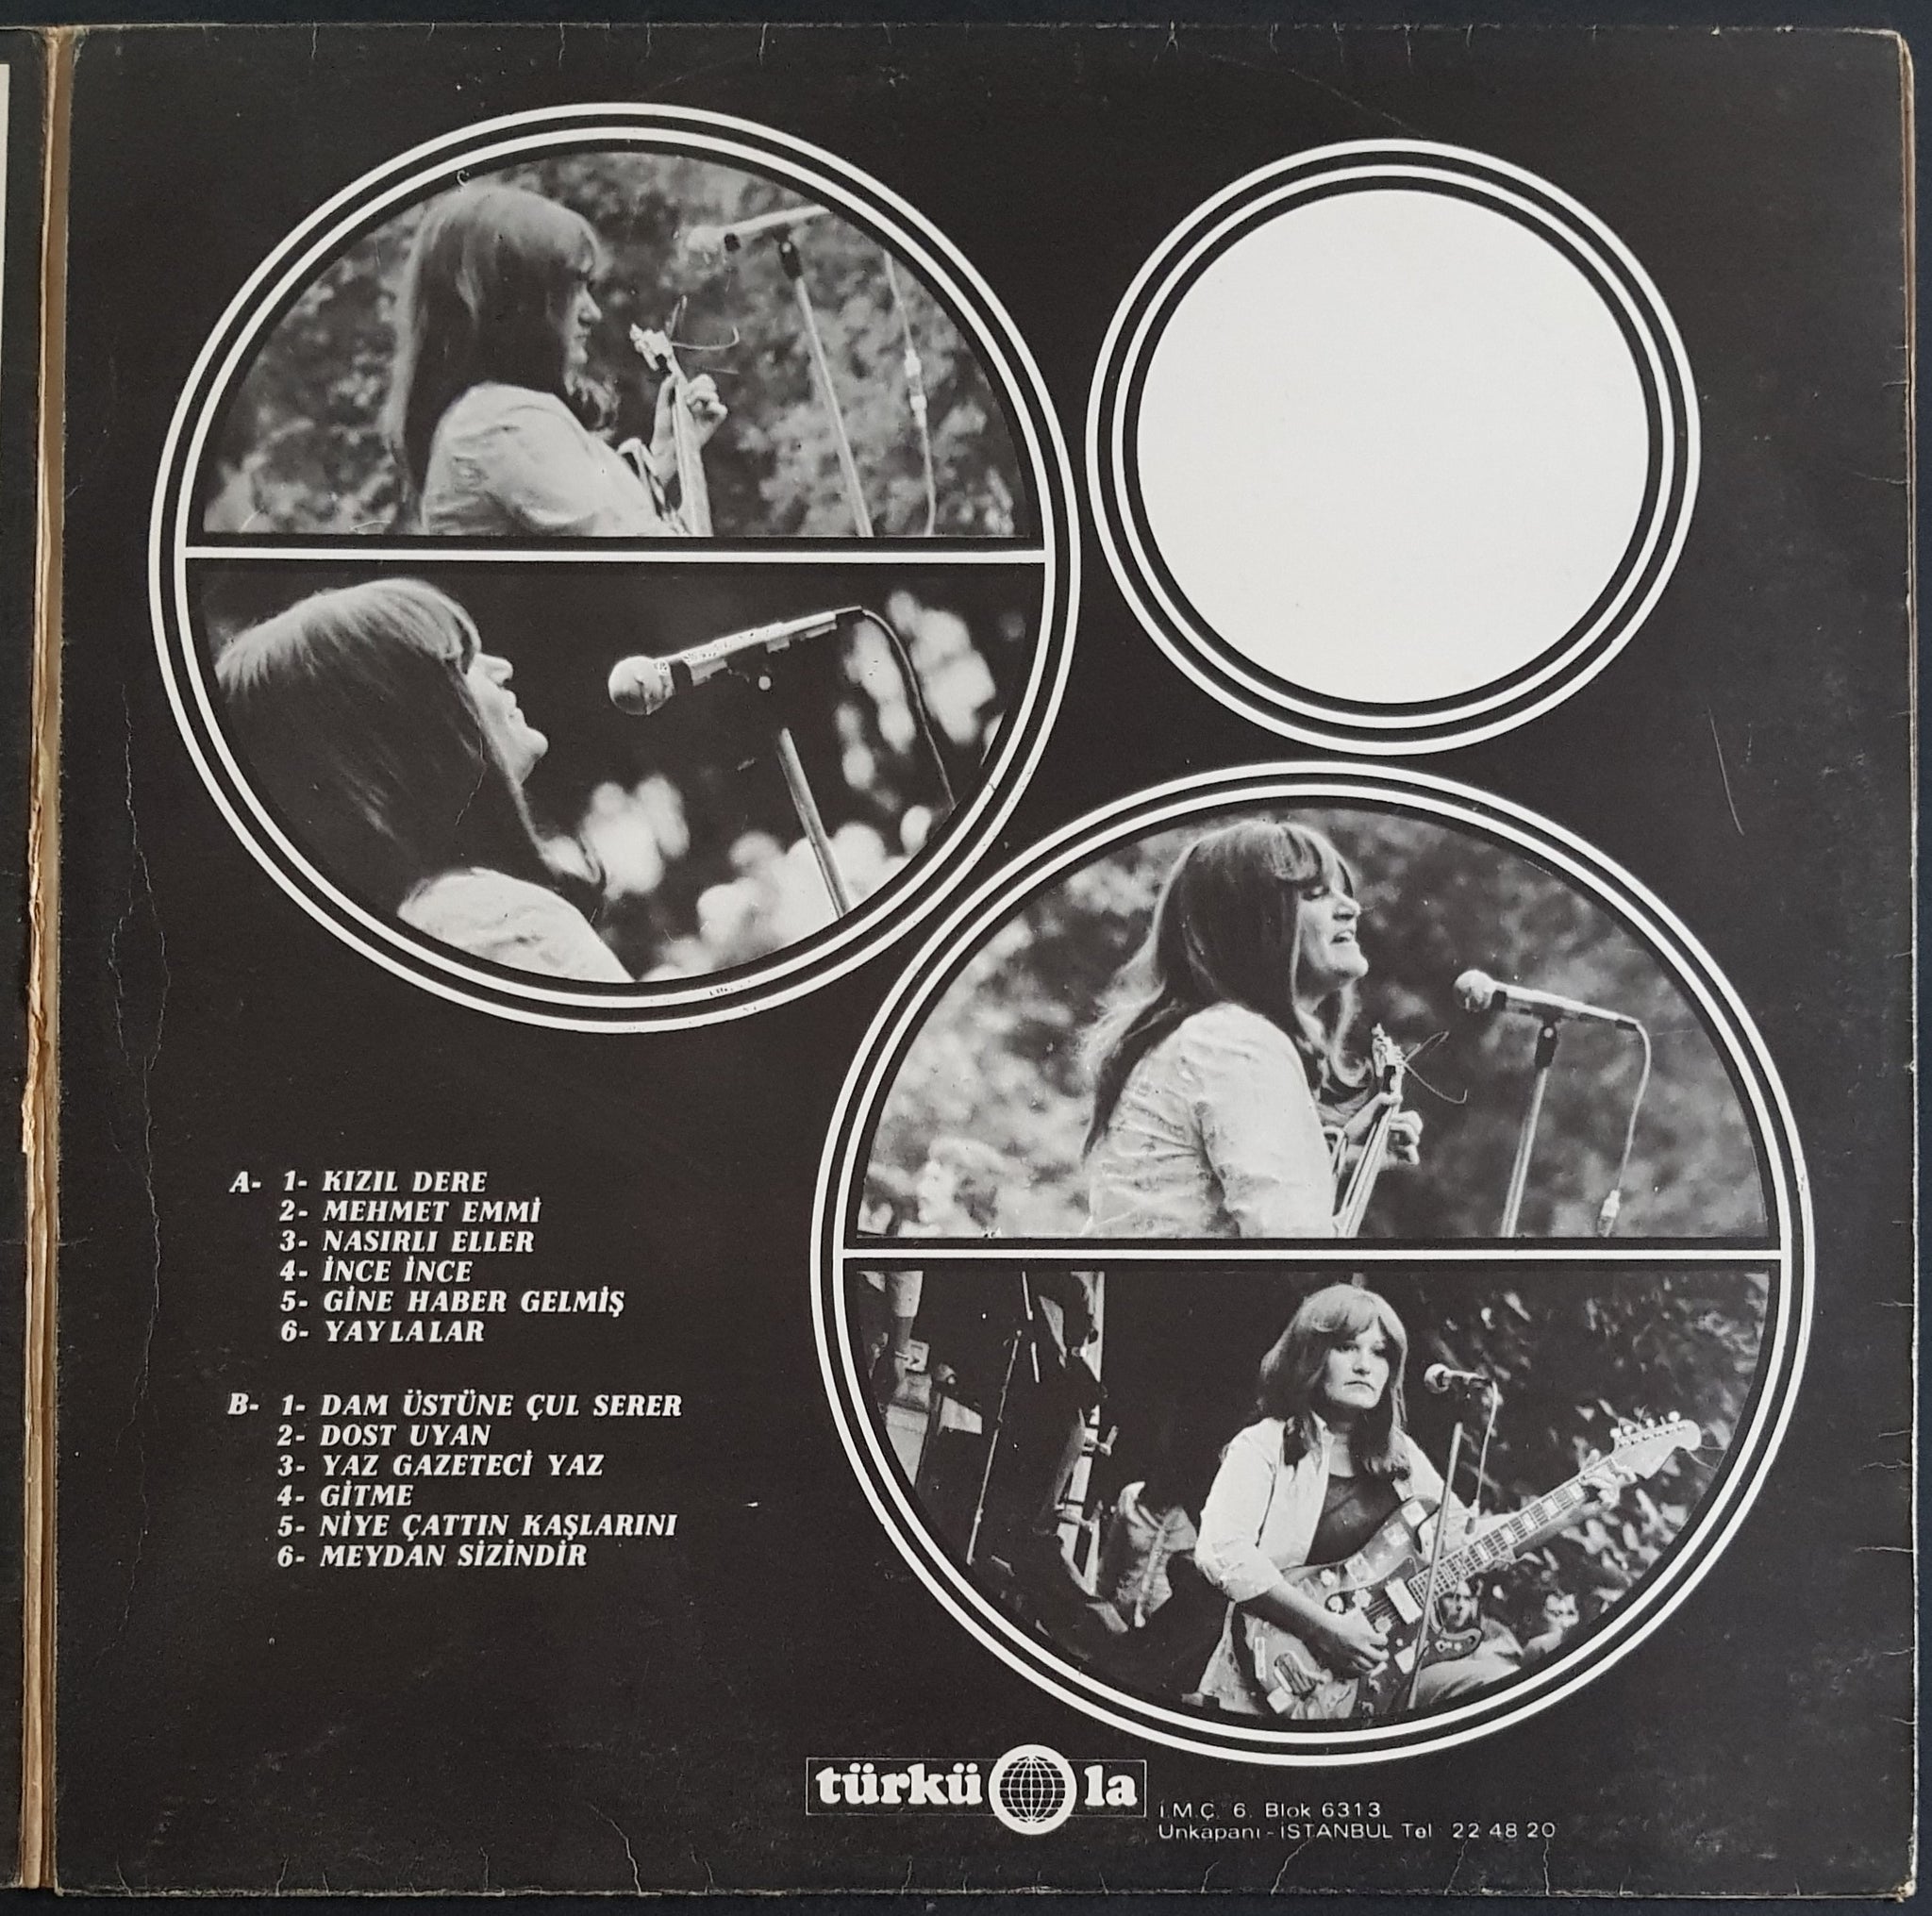 A- 1- KIZIL DERE
2- MEHMET EMMİ
3- NASIRLI ELLER
4- İNCE İNCE
5- GİNE HABER GELMİŞ
6- YAYLALAR
B- 1- DAM ÜSTÜNE ÇUL SERER
2- DOST UYAN
3- YAZ GAZETECİ YAZ
4- GİTME
5- NİYE ÇATTIN KAŞLARINI
6- MEYDAN SİZİNDİR
türküola
İ.M.Ç. 6. Blok 6313
Unkapanı - İSTANBUL Tel 22 48 20